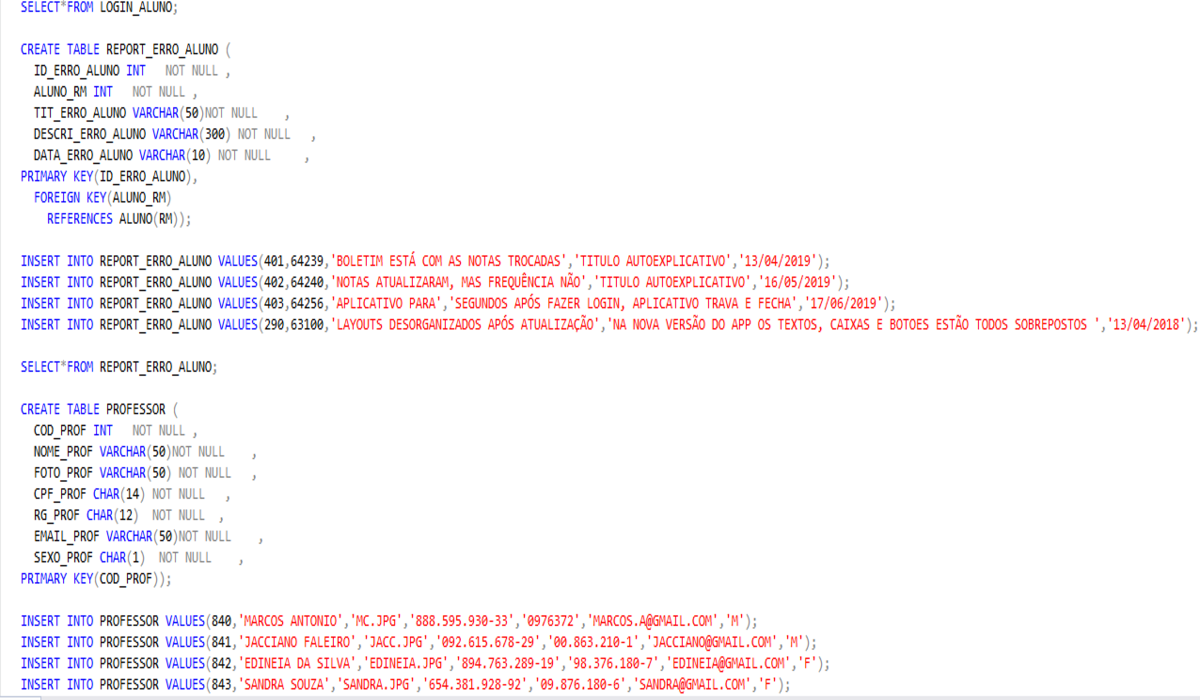 SELECT*FROM LOGIN_ALUNO;
CREATE TABLE REPORT_ERRO_ALUNO (
ID_ERRO_ALUNO INT NOT NULL ,
ALUNO_RM INT NOT NULL ,
TIT_ERRO_ALUNO VARCHAR(50)NOT NULL ,
DESCRI_ERRO_ALUNO VARCHAR(300) NOT NULL ,
DATA_ERRO_ALUNO VARCHAR(10) NOT NULL ,
PRIMARY KEY(ID_ERRO_ALUNO),
FOREIGN KEY(ALUNO_RM)
REFERENCES ALUNO(RM));
INSERT INTO REPORT_ERRO_ALUNO VALUES(401,64239,'BOLETIM ESTÁ COM AS NOTAS TROCADAS','TITULO AUTOEXPLICATIVO','13/04/2019');
INSERT INTO REPORT_ERRO_ALUNO VALUES(402,64240,'NOTAS ATUALIZARAM, MAS FREQUÊNCIA NÃO','TITULO AUTOEXPLICATIVO','16/05/2019');
INSERT INTO REPORT_ERRO_ALUNO VALUES(403,64256,'APLICATIVO PARA','SEGUNDOS APÓS FAZER LOGIN, APLICATIVO TRAVA E FECHA','17/06/2019');
INSERT INTO REPORT_ERRO_ALUNO VALUES(290,63100,'LAYOUTS DESORGANIZADOS APÓS ATUALIZAÇÃO','NA NOVA VERSÃO DO APP OS TEXTOS, CAIXAS E BOTOES ESTÃO TODOS SOBREPOSTOS ','13/04/2018');
SELECT*FROM REPORT_ERRO_ALUNO;
CREATE TABLE PROFESSOR (
COD_PROF INT NOT NULL ,
NOME_PROF VARCHAR(50)NOT NULL ,
FOTO_PROF VARCHAR(50) NOT NULL ,
CPF_PROF CHAR(14) NOT NULL ,
RG_PROF CHAR(12) NOT NULL ,
EMAIL_PROF VARCHAR(50)NOT NULL ,
SEXO_PROF CHAR(1) NOT NULL ,
PRIMARY KEY(COD_PROF));
INSERT INTO PROFESSOR VALUES(840,'MARCOS ANTONIO','MC.JPG','888.595.930-33','0976372','MARCOS.A@GMAIL.COM','M');
INSERT INTO PROFESSOR VALUES(841,'JACCIANO FALEIRO','JACC.JPG','092.615.678-29','00.863.210-1','JACCIANO@GMAIL.COM','M');
INSERT INTO PROFESSOR VALUES(842,'EDINEIA DA SILVA','EDINEIA.JPG','894.763.289-19','98.376.180-7','EDINEIA@GMAIL.COM','F');
INSERT INTO PROFESSOR VALUES(843,'SANDRA SOUZA','SANDRA.JPG','654.381.928-92','09.876.180-6','SANDRA@GMAIL.COM','F');